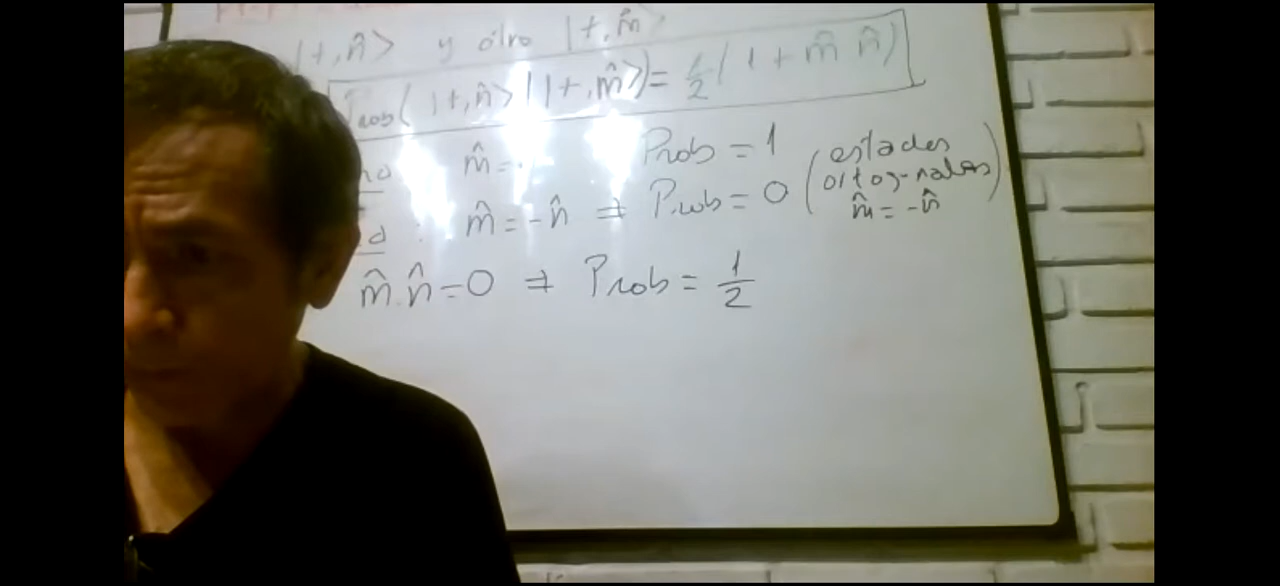 |+,n̂> y otro |+,m̂>
Prob( |+,n̂> | |+,m̂>) = 1/2 ( 1 + m̂ n̂ )
m̂ = Prob = 1 (estados ortogonales m̂ = -n̂)
m̂ = -n̂ ⇒ Prob = 0
m̂.n̂ = 0 ⇒ Prob = 1/2